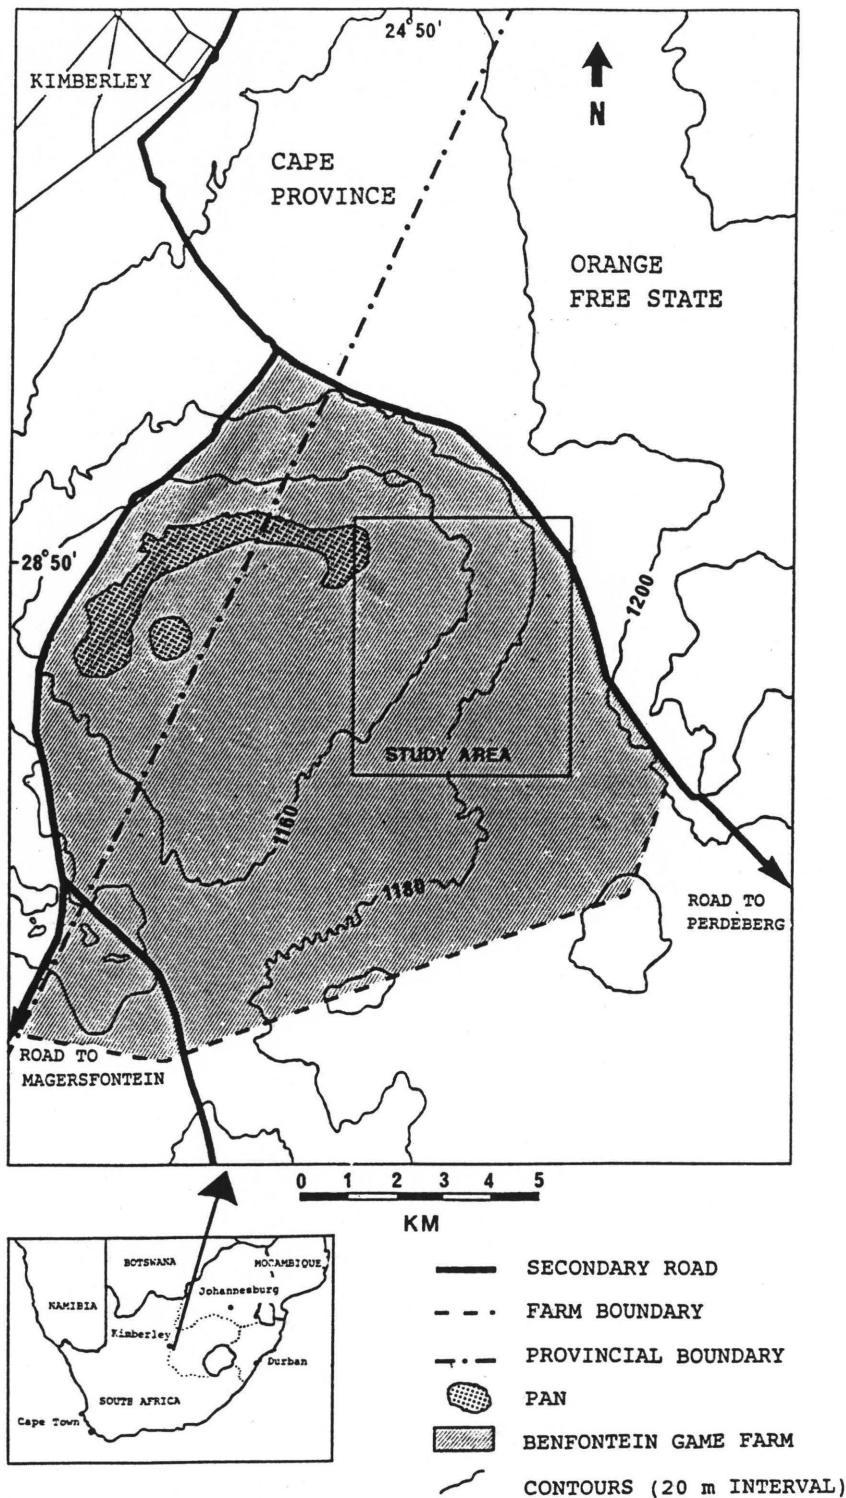 24°50'
KIMBERLEY
N
CAPE
PROVINCE
ORANGE
FREE STATE
28°50'
1200
STUDY AREA
1160
1180
ROAD TO
PERDEBERG
ROAD TO
MAGERSFONTEIN
0 1 2 3 4 5
KM
BOTSWANA
MOCAMBIQUE
Johannesburg
NAMIBIA
Kimberley
Durban
SOUTH AFRICA
Cape Town
SECONDARY ROAD
FARM BOUNDARY
PROVINCIAL BOUNDARY
PAN
BENFONTEIN GAME FARM
CONTOURS (20 m INTERVAL)